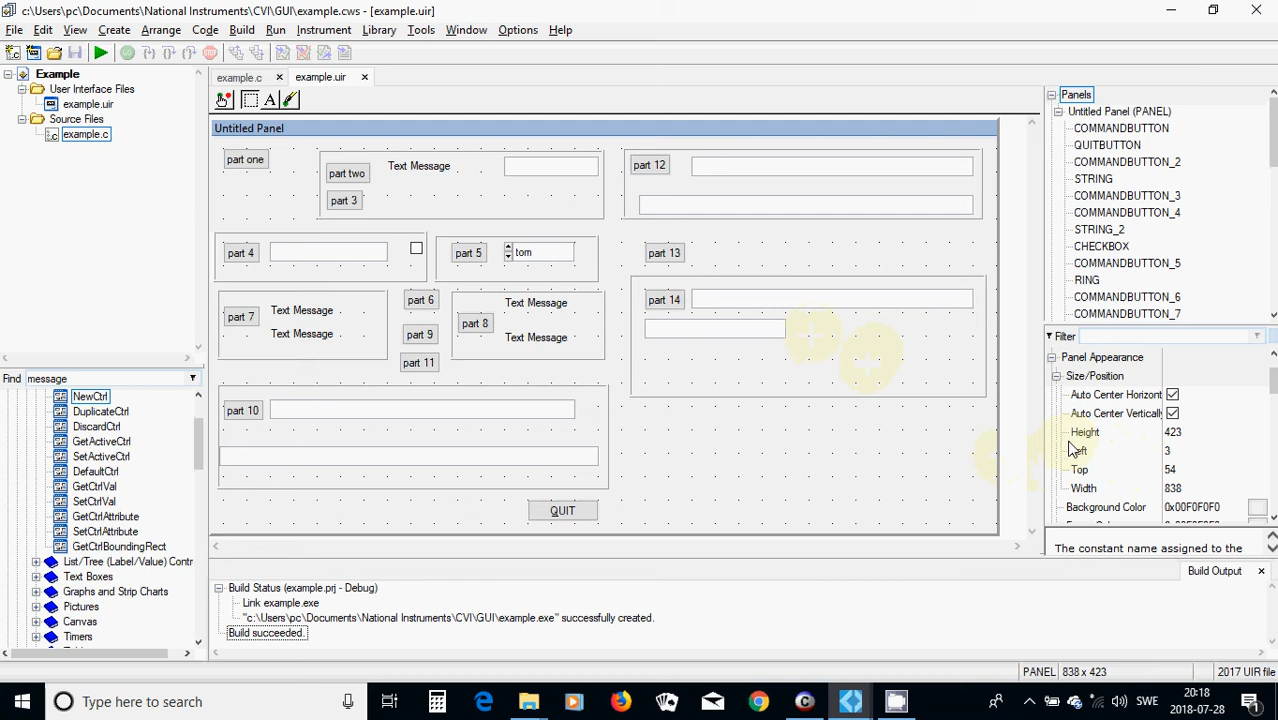 c:\Users\pc\Documents\National Instruments\CVI\GUI\example.cws - [example.uir]
File Edit View Create Arrange Code Build Run Instrument Library Tools Window Options Help
Example
User Interface Files
example.uir
Source Files
example.c
Find message
NewCtrl
DuplicateCtrl
DiscardCtrl
GetActiveCtrl
SetActiveCtrl
DefaultCtrl
GetCtrlVal
SetCtrlVal
GetCtrlAttribute
SetCtrlAttribute
GetCtrlBoundingRect
List/Tree (Label/Value) Contr
Text Boxes
Graphs and Strip Charts
Pictures
Canvas
Timers
example.c example.uir
Untitled Panel
part one
part two
Text Message
part 3
part 12
part 4
part 5
tom
part 13
part 7
Text Message
Text Message
part 6
part 9
part 11
part 8
Text Message
Text Message
part 14
part 10
QUIT
Build Status (example.prj - Debug)
Link example.exe
"c:\Users\pc\Documents\National Instruments\CVI\GUI\example.exe" successfully created.
Build succeeded.
Panels
Untitled Panel (PANEL)
COMMANDBUTTON
QUITBUTTON
COMMANDBUTTON_2
STRING
COMMANDBUTTON_3
COMMANDBUTTON_4
STRING_2
CHECKBOX
COMMANDBUTTON_5
RING
COMMANDBUTTON_6
COMMANDBUTTON_7
Filter
Panel Appearance
Size/Position
Auto Center Horizont
Auto Center Vertically
Height 423
Left 3
Top 54
Width 838
Background Color 0x00F0F0F0
The constant name assigned to the
Build Output
PANEL 838 x 423 2017 UIR file
Type here to search
SWE
20:18
2018-07-28